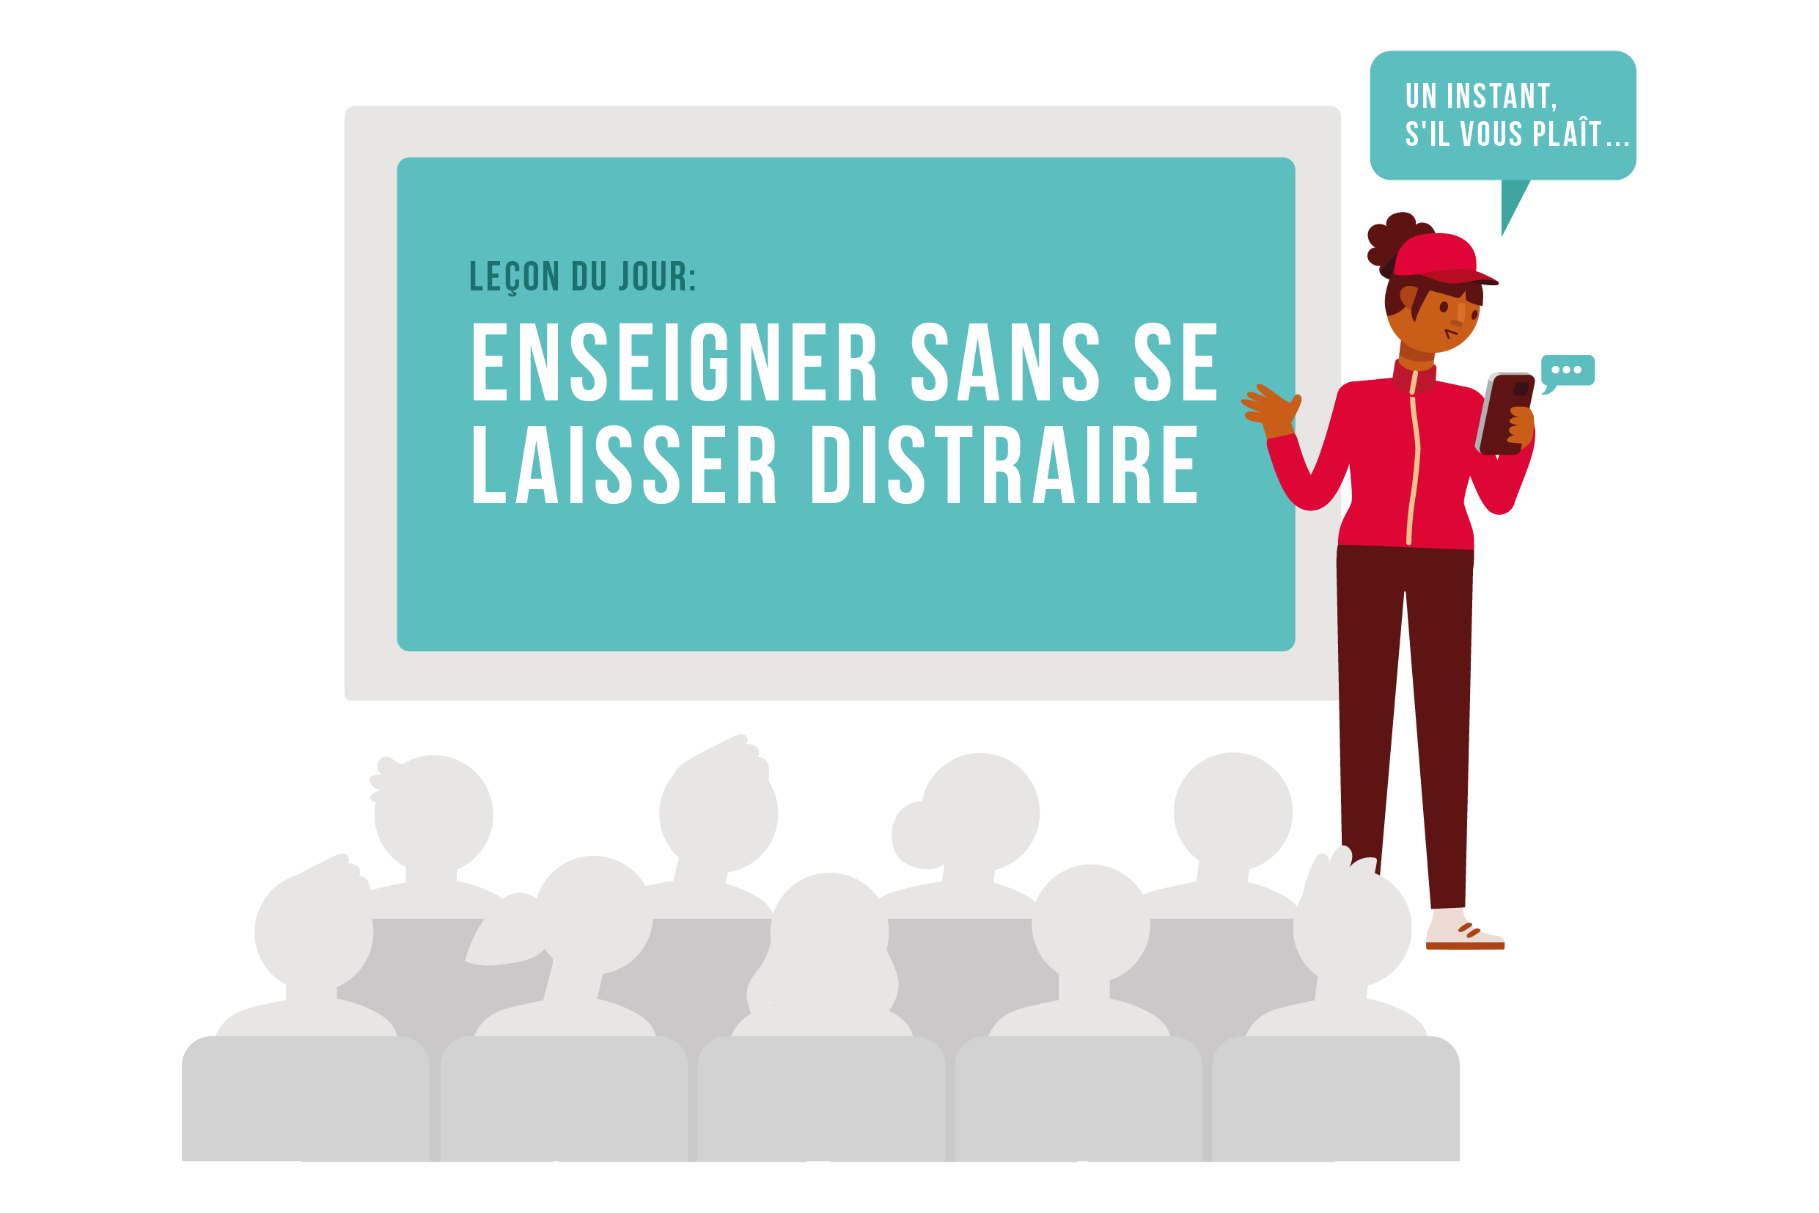 UN INSTANT,
S'IL VOUS PLAÎT...
LEÇON DU JOUR:
ENSEIGNER SANS SE
LAISSER DISTRAIRE